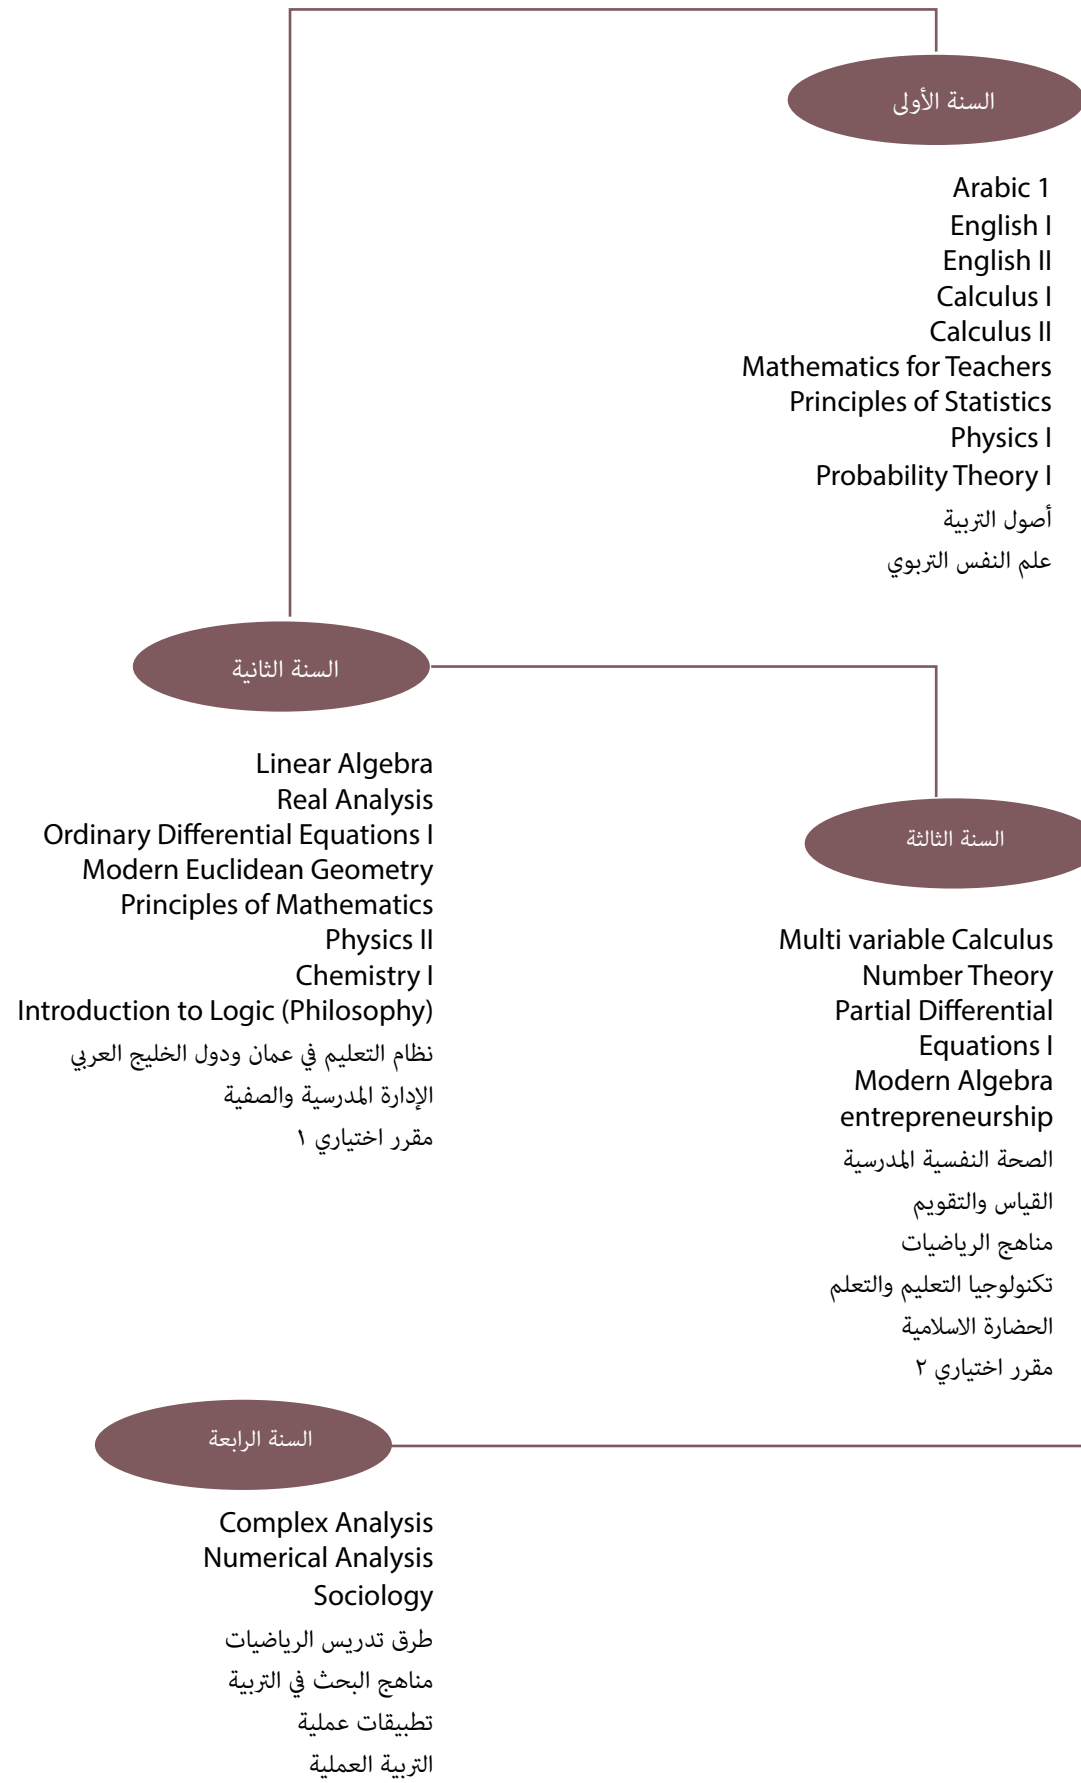 السنة الأولى
Arabic 1
English I
English II
Calculus I
Calculus II
Mathematics for Teachers
Principles of Statistics
Physics I
Probability Theory I
أصول التربية
علم النفس التربوي
السنة الثانية
Linear Algebra
Real Analysis
Ordinary Differential Equations I
Modern Euclidean Geometry
Principles of Mathematics
Physics II
Chemistry I
Introduction to Logic (Philosophy)
نظام التعليم في عمان ودول الخليج العربي
الإدارة المدرسية والصفية
مقرر اختياري ١
السنة الثالثة
Multi variable Calculus
Number Theory
Partial Differential
Equations I
Modern Algebra
entrepreneurship
الصحة النفسية المدرسية
القياس والتقويم
مناهج الرياضيات
تكنولوجيا التعليم والتعلم
الحضارة الاسلامية
مقرر اختياري ٢
السنة الرابعة
Complex Analysis
Numerical Analysis
Sociology
طرق تدريس الرياضيات
مناهج البحث في التربية
تطبيقات عملية
التربية العملية